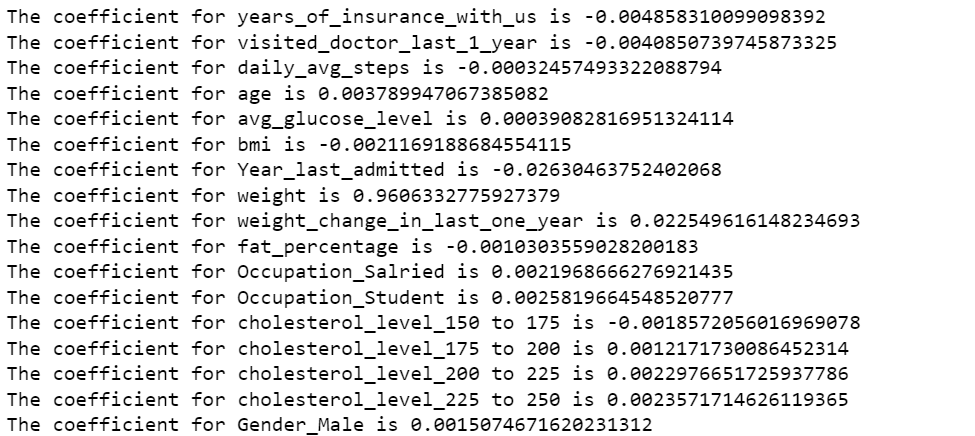 The coefficient for years_of_insurance_with_us is -0.004858310099098392
The coefficient for visited_doctor_last_1_year is -0.0040850739745873325
The coefficient for daily_avg_steps is -0.00032457493322088794
The coefficient for age is 0.003789947067385082
The coefficient for avg_glucose_level is 0.00039082816951324114
The coefficient for bmi is -0.0021169188684554115
The coefficient for Year_last_admitted is -0.02630463752402068
The coefficient for weight is 0.9606332775927379
The coefficient for weight_change_in_last_one_year is 0.022549616148234693
The coefficient for fat_percentage is -0.0010303559028200183
The coefficient for Occupation_Salried is 0.0021968666276921435
The coefficient for Occupation_Student is 0.0025819664548520777
The coefficient for cholesterol_level_150 to 175 is -0.0018572056016969078
The coefficient for cholesterol_level_175 to 200 is 0.0012171730086452314
The coefficient for cholesterol_level_200 to 225 is 0.0022976651725937786
The coefficient for cholesterol_level_225 to 250 is 0.0023571714626119365
The coefficient for Gender_Male is 0.0015074671620231312